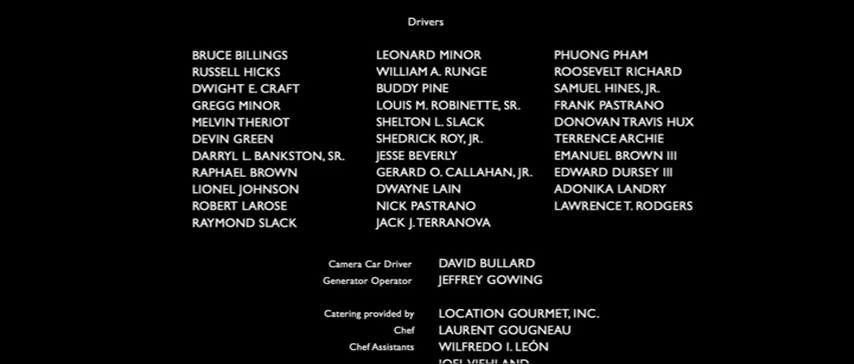 Drivers
BRUCE BILLINGS LEONARD MINOR PHUONG PHAM
RUSSELL HICKS WILLIAM A. RUNGE ROOSEVELT RICHARD
DWIGHT E. CRAFT BUDDY PINE SAMUEL HINES, JR.
GREGG MINOR LOUIS M. ROBINETTE, SR. FRANK PASTRANO
MELVIN THERIOT SHELTON L. SLACK DONOVAN TRAVIS HUX
DEVIN GREEN SHEDRICK ROY, JR. TERRENCE ARCHIE
DARRYL L. BANKSTON, SR. JESSE BEVERLY EMANUEL BROWN III
RAPHAEL BROWN GERARD O. CALLAHAN, JR. EDWARD DURSEY III
LIONEL JOHNSON DWAYNE LAIN ADONIKA LANDRY
ROBERT LAROSE NICK PASTRANO LAWRENCE T. RODGERS
RAYMOND SLACK JACK J. TERRANOVA
Camera Car Driver DAVID BULLARD
Generator Operator JEFFREY GOWING
Catering provided by LOCATION GOURMET, INC.
Chef LAURENT GOUGNEAU
Chef Assistants WILFREDO I. LEÓN
JOEL VIEHLAND